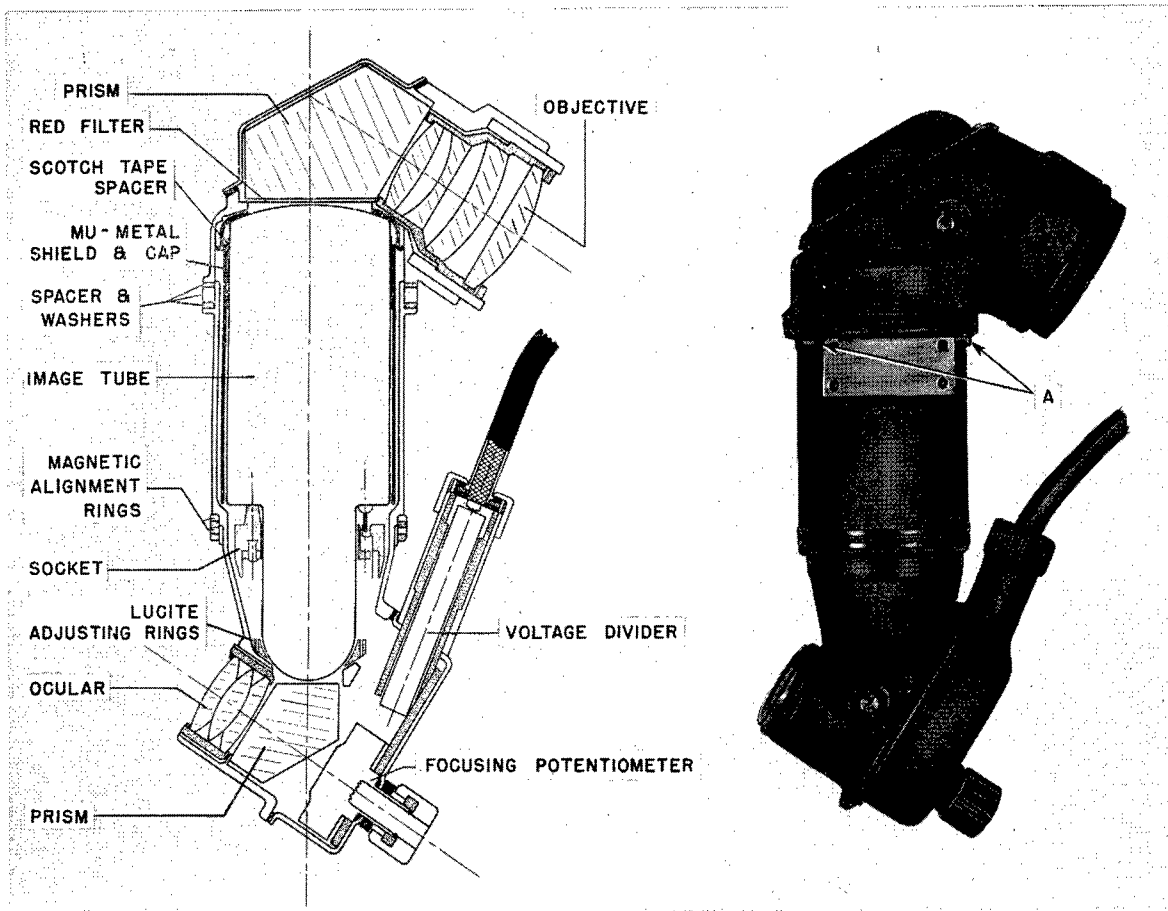 PRISM
RED FILTER
SCOTCH TAPE
SPACER
MU-METAL
SHIELD & CAP
SPACER &
WASHERS
IMAGE TUBE
MAGNETIC
ALIGNMENT
RINGS
SOCKET
LUCITE
ADJUSTING RINGS
OCULAR
PRISM
OBJECTIVE
VOLTAGE DIVIDER
FOCUSING POTENTIOMETER
A